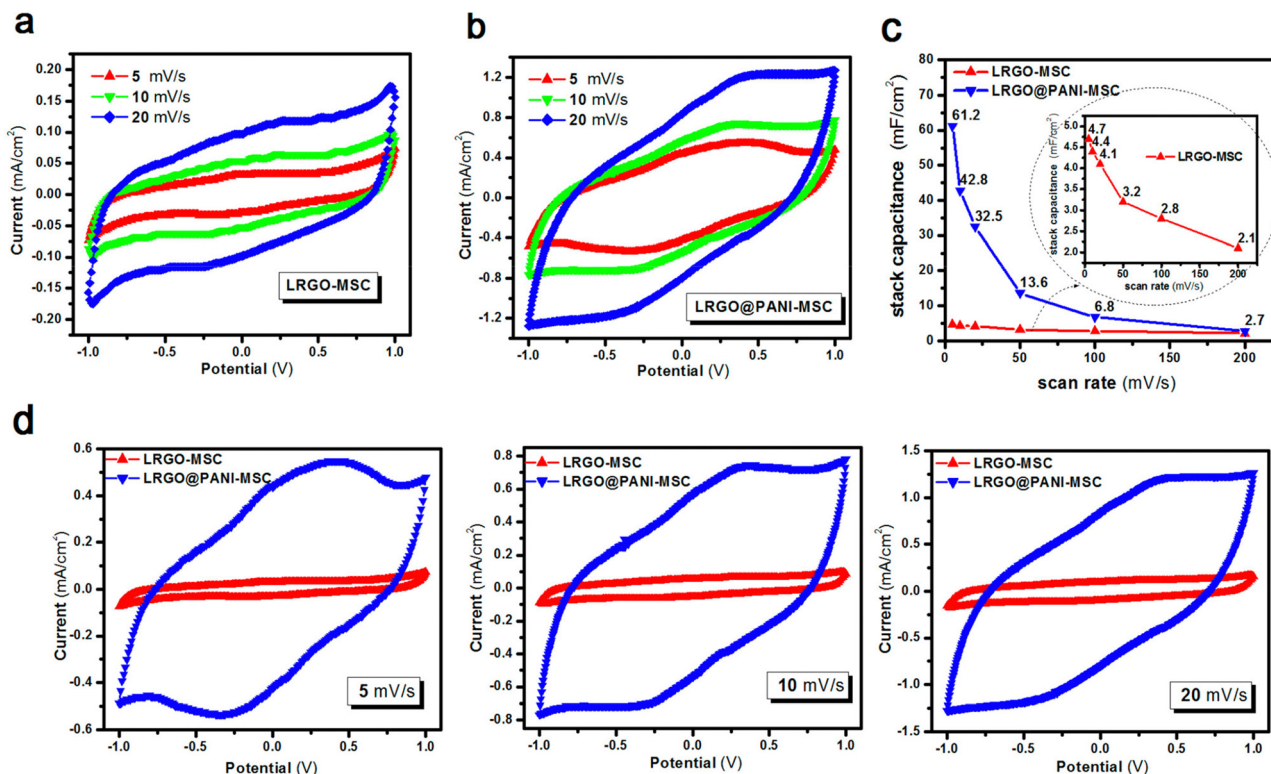 a
0.20
0.15
0.10
0.05
0.00
-0.05
-0.10
-0.15
-0.20
Current (mA/cm²)
5 mV/s
10 mV/s
20 mV/s
LRGO-MSC
-1.0 -0.5 0.0 0.5 1.0
Potential (V)
b
1.2
0.8
0.4
0.0
-0.4
-0.8
-1.2
Current (mA/cm²)
5 mV/s
10 mV/s
20 mV/s
LRGO@PANI-MSC
-1.0 -0.5 0.0 0.5 1.0
Potential (V)
c
80
70
60
50
40
30
20
10
0
stack capacitance (mF/cm²)
LRGO-MSC
LRGO@PANI-MSC
61.2
42.8
32.5
13.6
6.8
2.7
0 50 100 150 200
scan rate (mV/s)
5.0
4.5
4.0
3.5
3.0
2.5
2.0
stack capacitance (mF/cm²)
LRGO-MSC
4.7
4.4
4.1
3.2
2.8
2.1
0 50 100 150 200
scan rate (mV/s)
d
0.6
0.4
0.2
0.0
-0.2
-0.4
-0.6
Current (mA/cm²)
LRGO-MSC
LRGO@PANI-MSC
5 mV/s
-1.0 -0.5 0.0 0.5 1.0
Potential (V)
0.8
0.4
0.0
-0.4
-0.8
Current (mA/cm²)
LRGO-MSC
LRGO@PANI-MSC
10 mV/s
-1.0 -0.5 0.0 0.5 1.0
Potential (V)
1.5
1.0
0.5
0.0
-0.5
-1.0
-1.5
Current (mA/cm²)
LRGO-MSC
LRGO@PANI-MSC
20 mV/s
-1.0 -0.5 0.0 0.5 1.0
Potential (V)